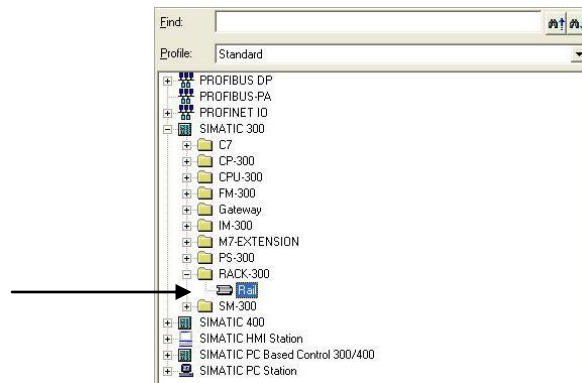 Find:
Profile: Standard
PROFIBUS DP
PROFIBUS-PA
PROFINET IO
SIMATIC 300
C7
CP-300
CPU-300
FM-300
Gateway
IM-300
M7-EXTENSION
PS-300
RACK-300
Rail
SM-300
SIMATIC 400
SIMATIC HMI Station
SIMATIC PC Based Control 300/400
SIMATIC PC Station